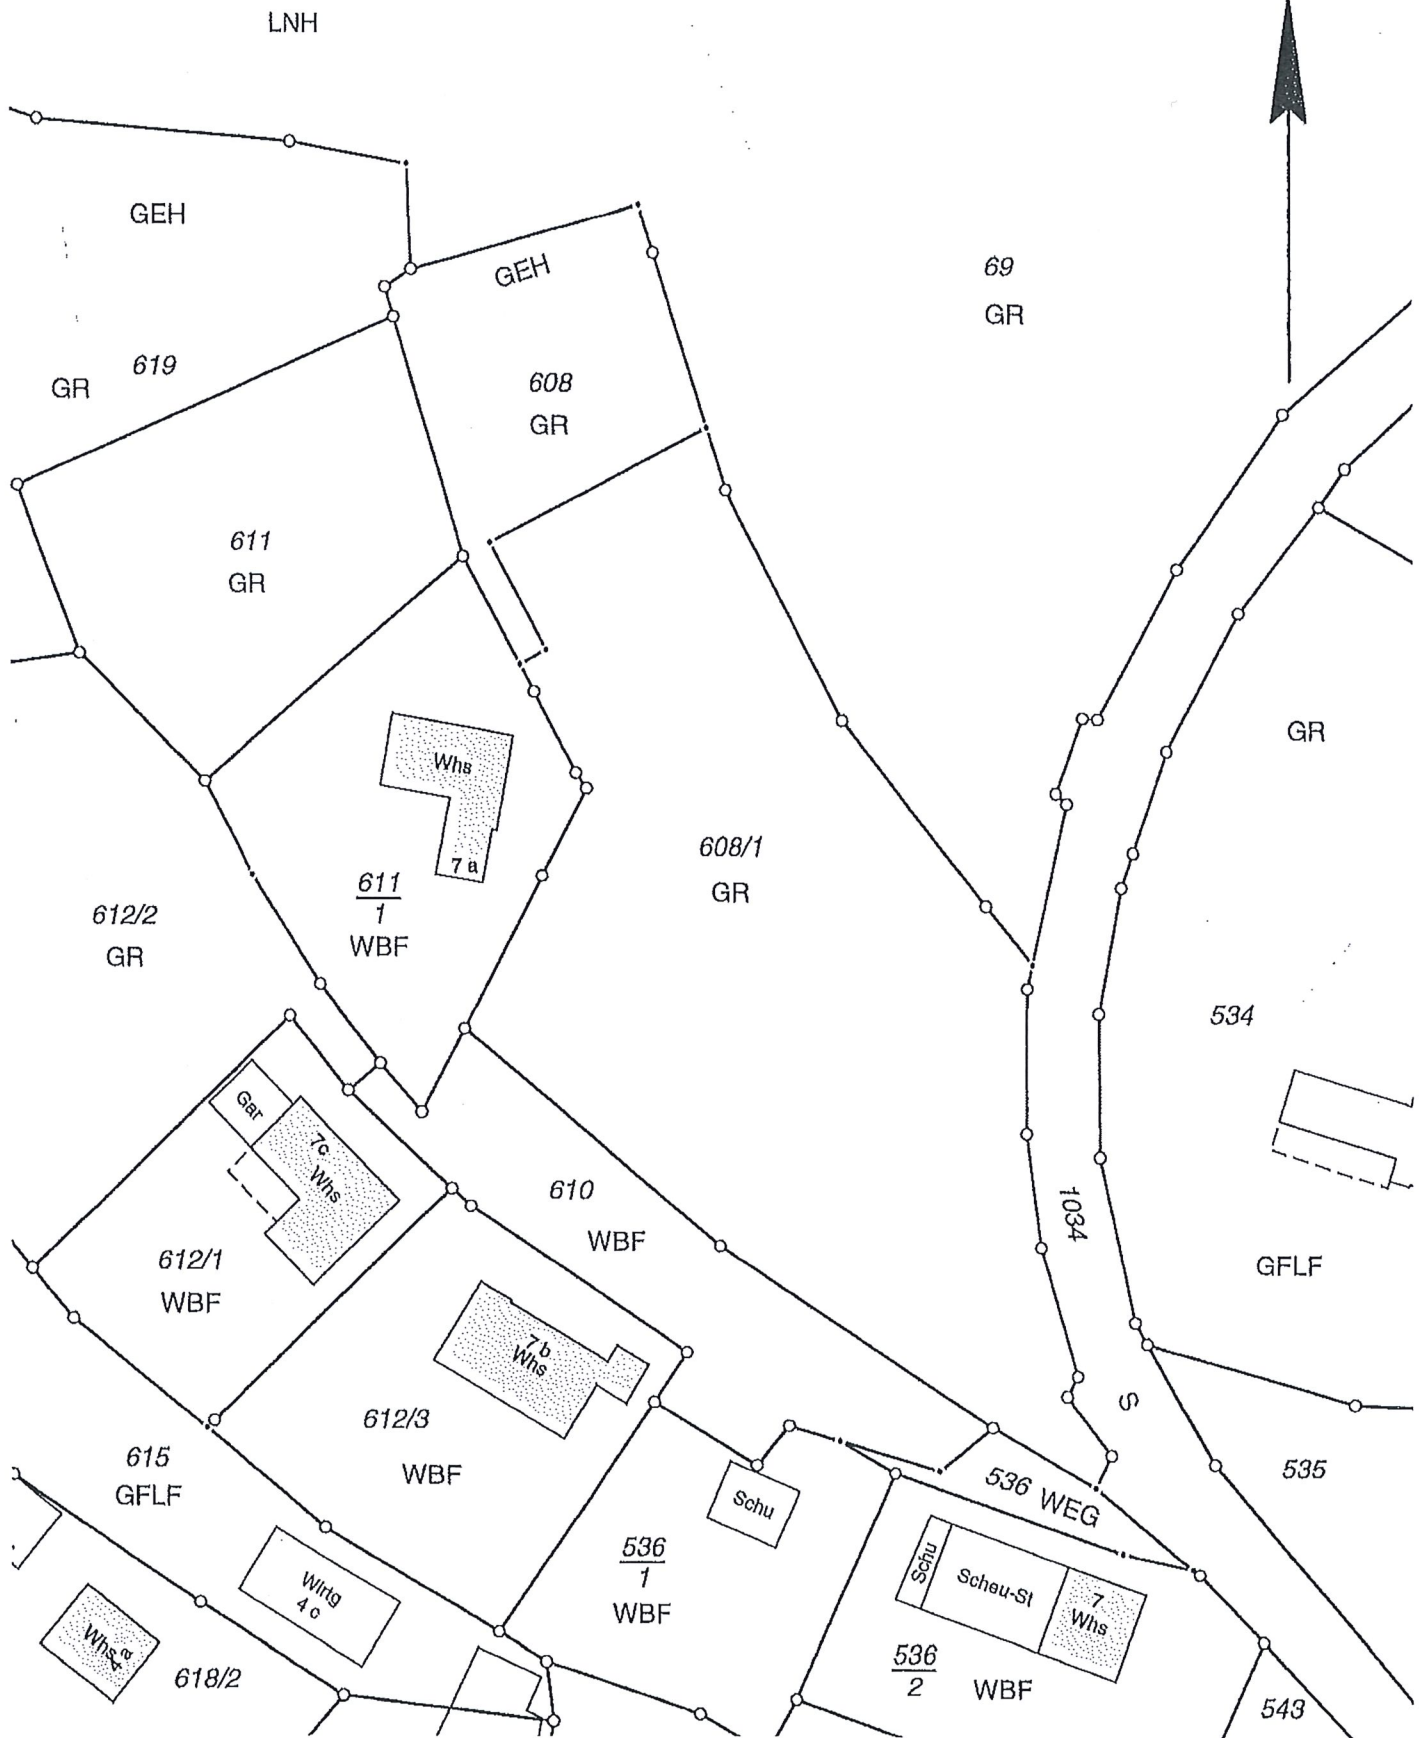 LNH
GEH
GEH
69
GR
619
GR
608
GR
611
GR
Whs
7 a
GR
608/1
GR
611
1
WBF
612/2
GR
534
Gar
7c
Whs
610
WBF
1034
612/1
WBF
GFLF
7 b
Whs
S
612/3
WBF
615
GFLF
535
536 WEG
Schu
536
1
WBF
Schu
Scheu-St
7
Whs
Wirtg
4 c
Whs
4 a
618/2
536
2
WBF
543